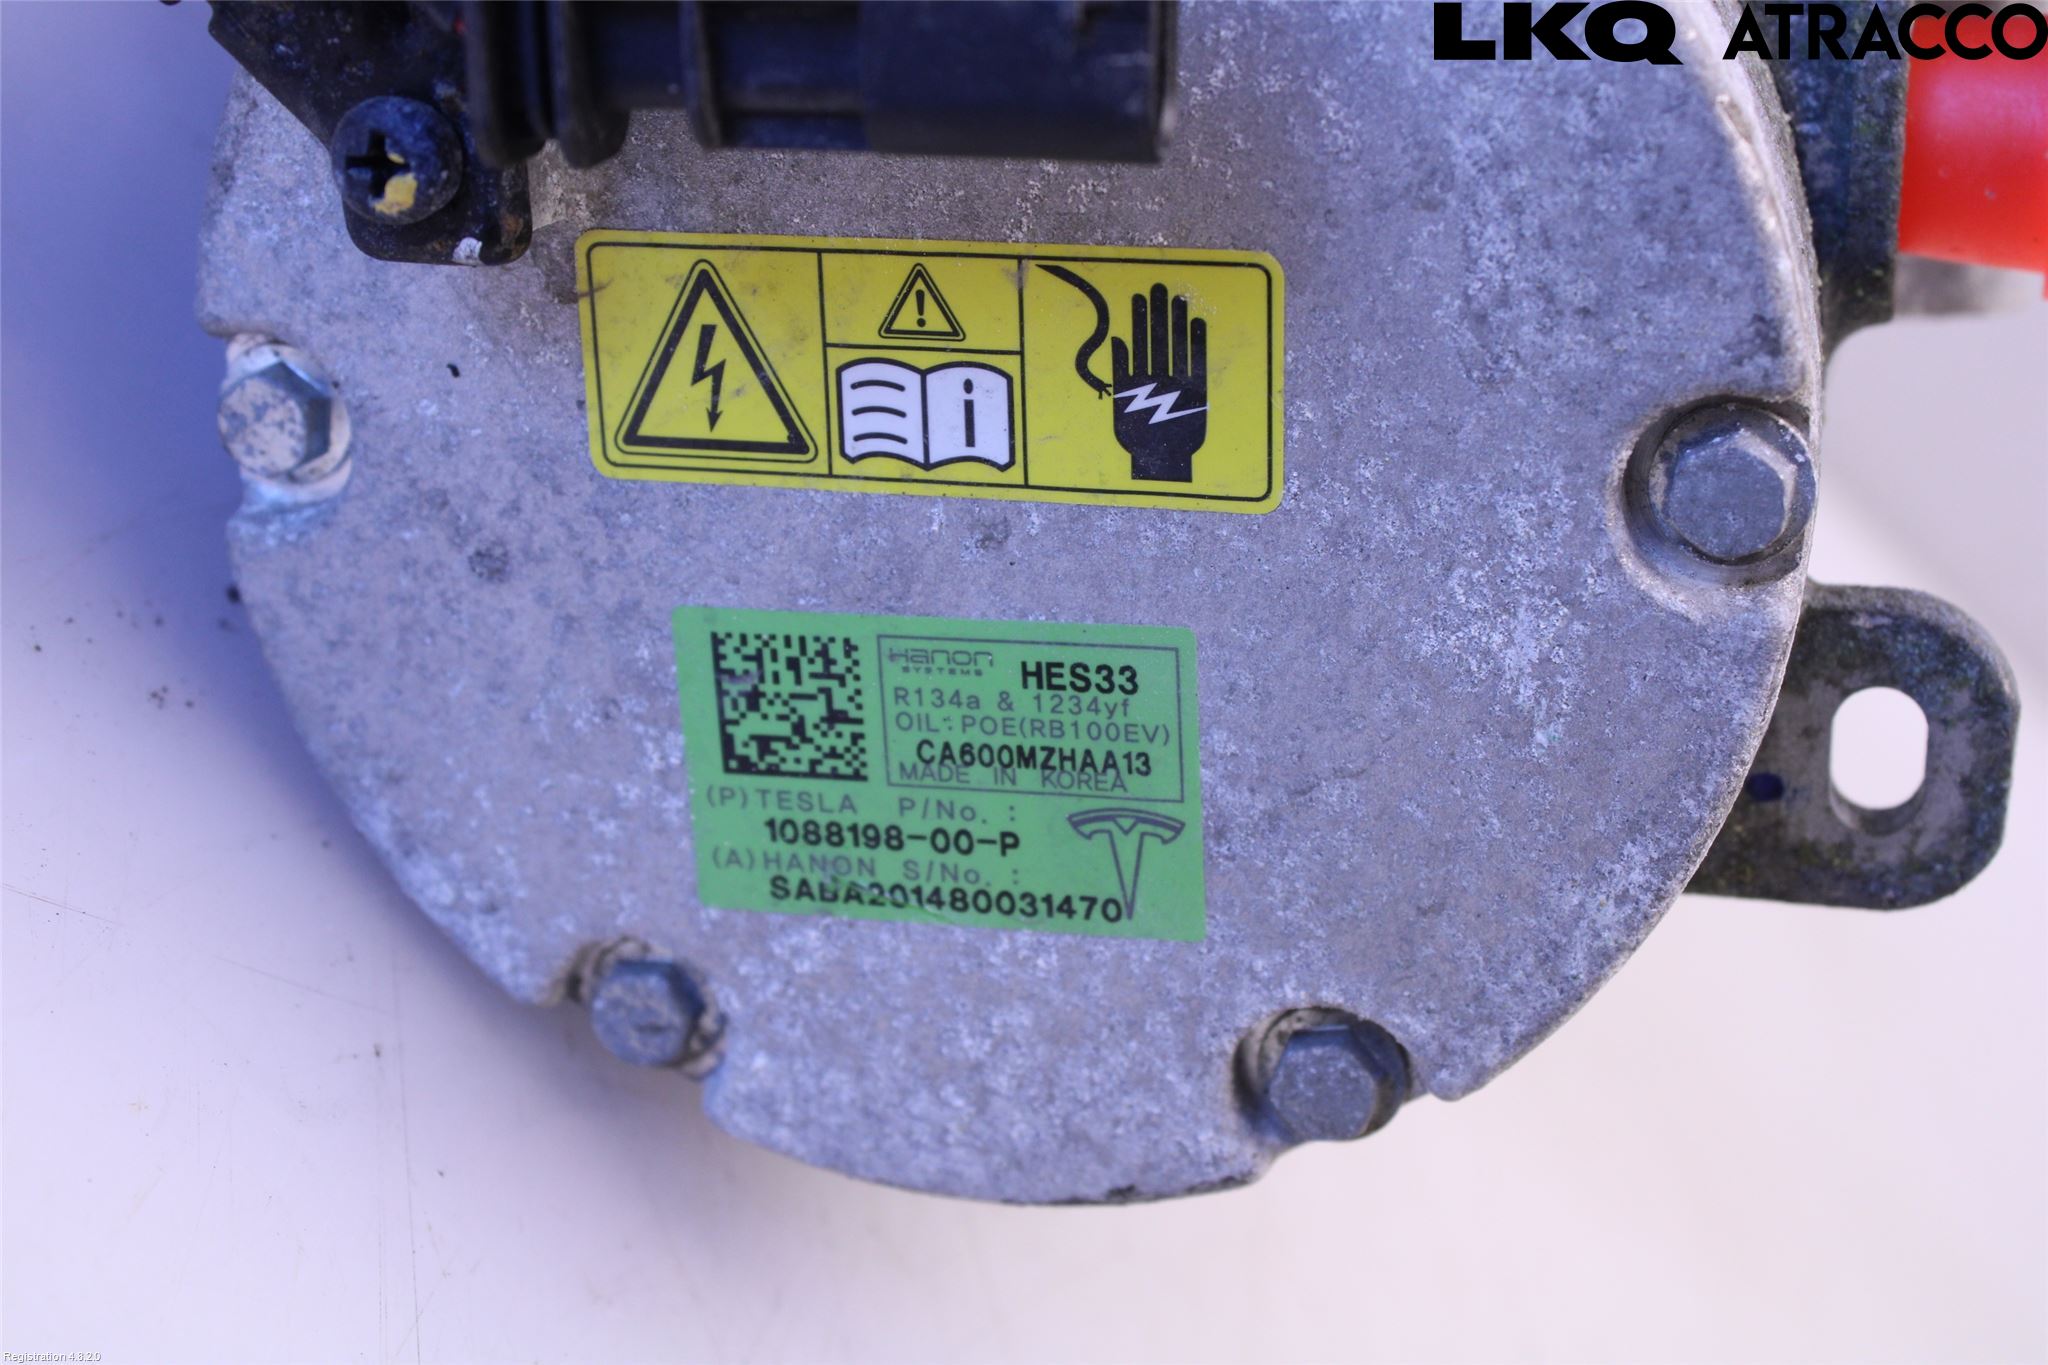 LKQ ATRACCO
Hanon
SYSTEMS
HES33
R134a & 1234yf
OIL:POE(RB100EV)
CA600MZHAA13
MADE IN KOREA
(P)TESLA P/No. :
1088198-00-P
(A)HANON S/No. :
SABA201480031470
Registration 4.8.2.0